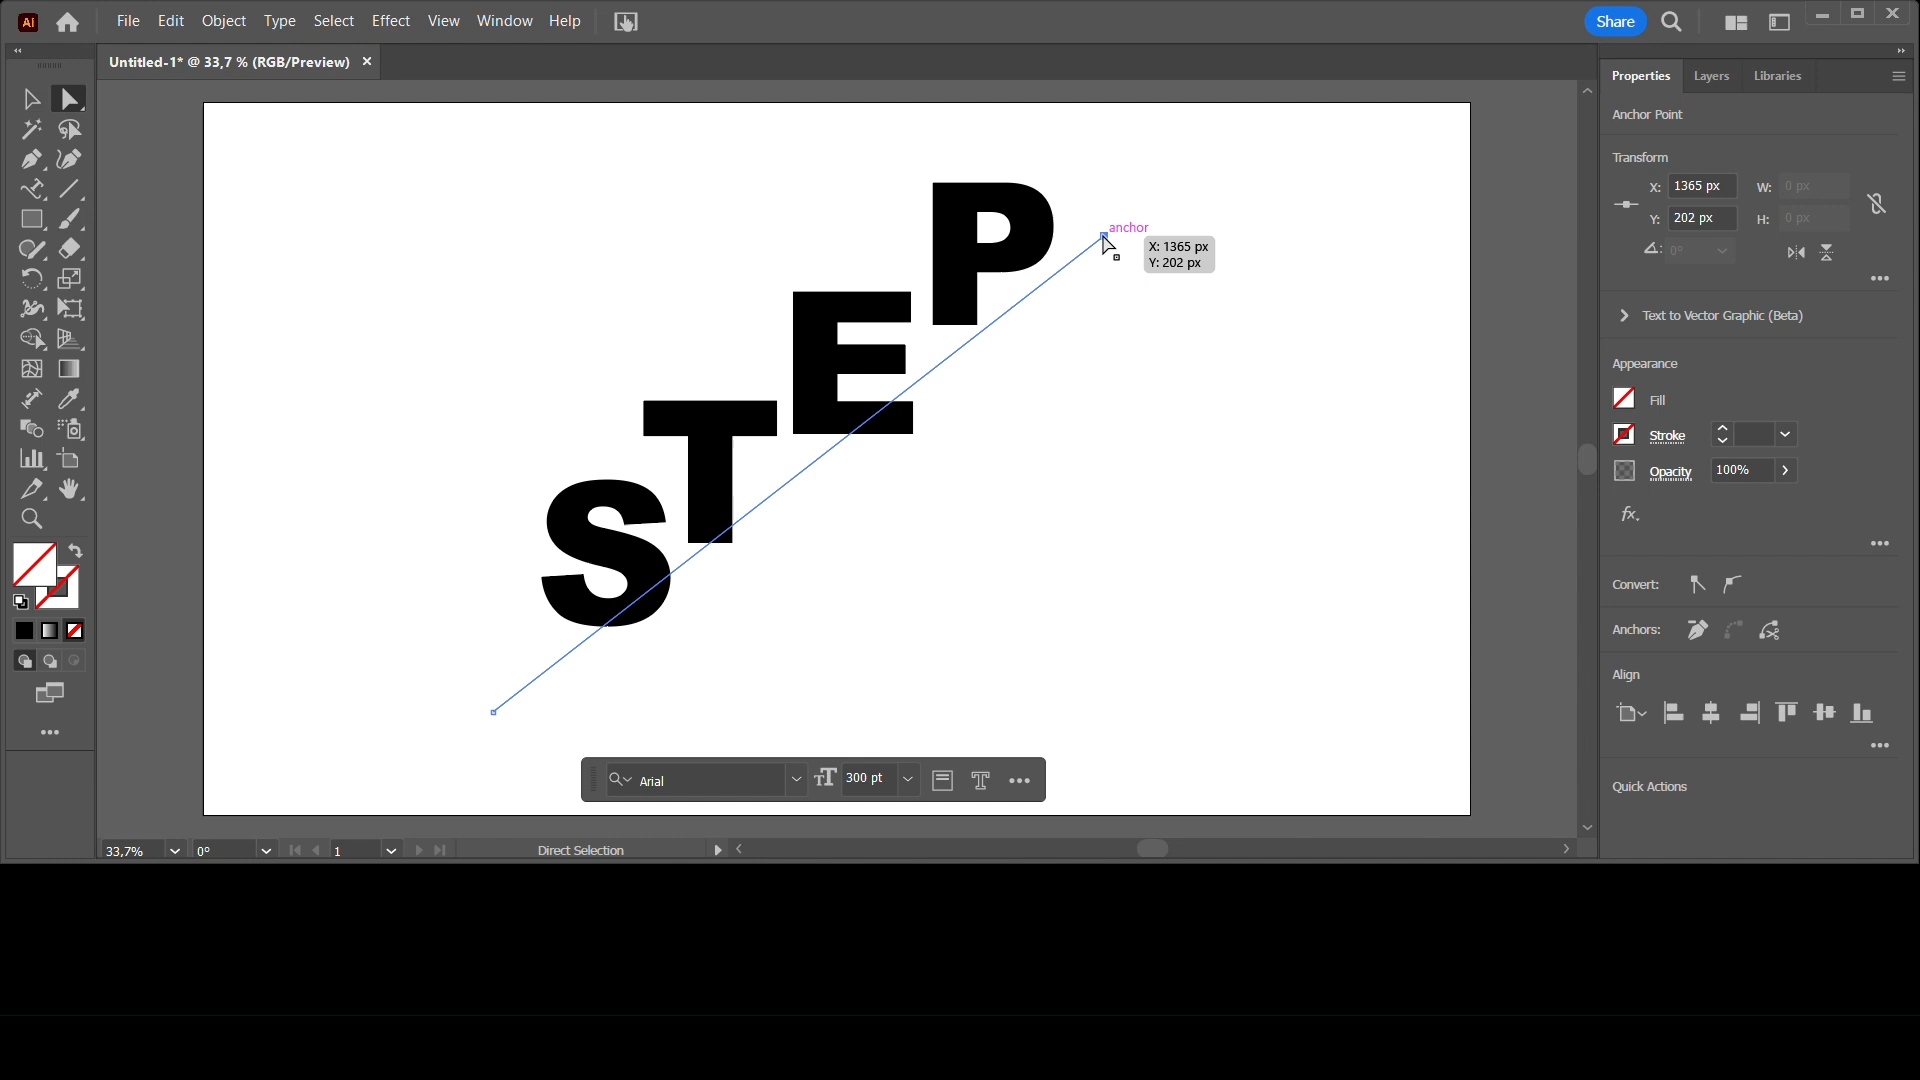 Ai File Edit Object Type Select Effect View Window Help Share
Untitled-1* @ 33,7 % (RGB/Preview) ×
Properties Layers Libraries
Anchor Point
Transform
X: 1365 px W: 0 px
Y: 202 px H: 0 px
0°
Text to Vector Graphic (Beta)
Appearance
Fill
Stroke
Opacity 100%
fx.
Convert:
Anchors:
Align
Quick Actions
P
E
T
S
anchor
X: 1365 px
Y: 202 px
Arial 300 pt
33,7% 0° 1 Direct Selection